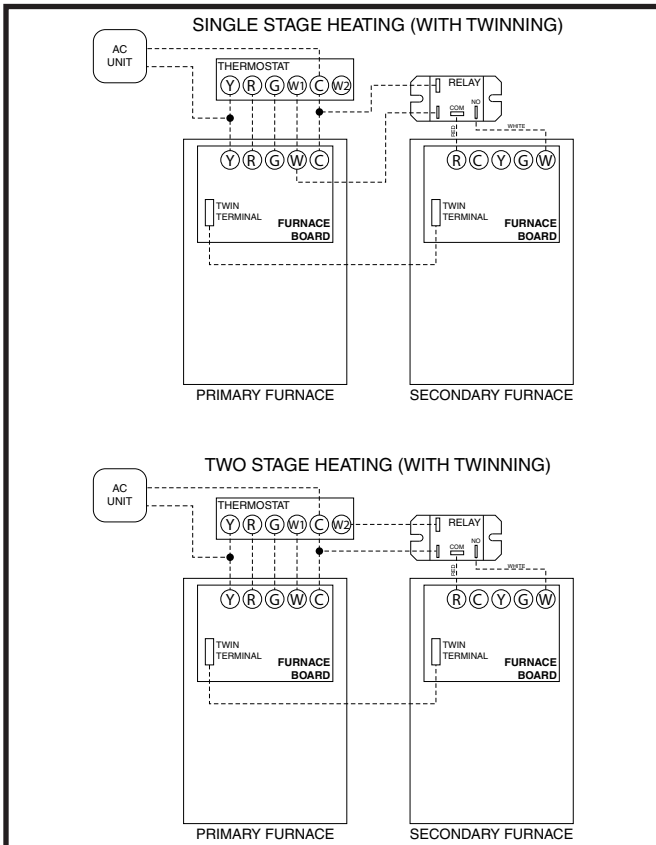 SINGLE STAGE HEATING (WITH TWINNING)
AC
UNIT
THERMOSTAT
Y R G W1 C W2
RELAY
COM
NO
RED
WHITE
Y R G W C
R C Y G W
TWIN
TERMINAL
FURNACE
BOARD
TWIN
TERMINAL
FURNACE
BOARD
PRIMARY FURNACE
SECONDARY FURNACE
TWO STAGE HEATING (WITH TWINNING)
AC
UNIT
THERMOSTAT
Y R G W1 C W2
RELAY
COM
NO
RED
WHITE
Y R G W C
R C Y G W
TWIN
TERMINAL
FURNACE
BOARD
TWIN
TERMINAL
FURNACE
BOARD
PRIMARY FURNACE
SECONDARY FURNACE